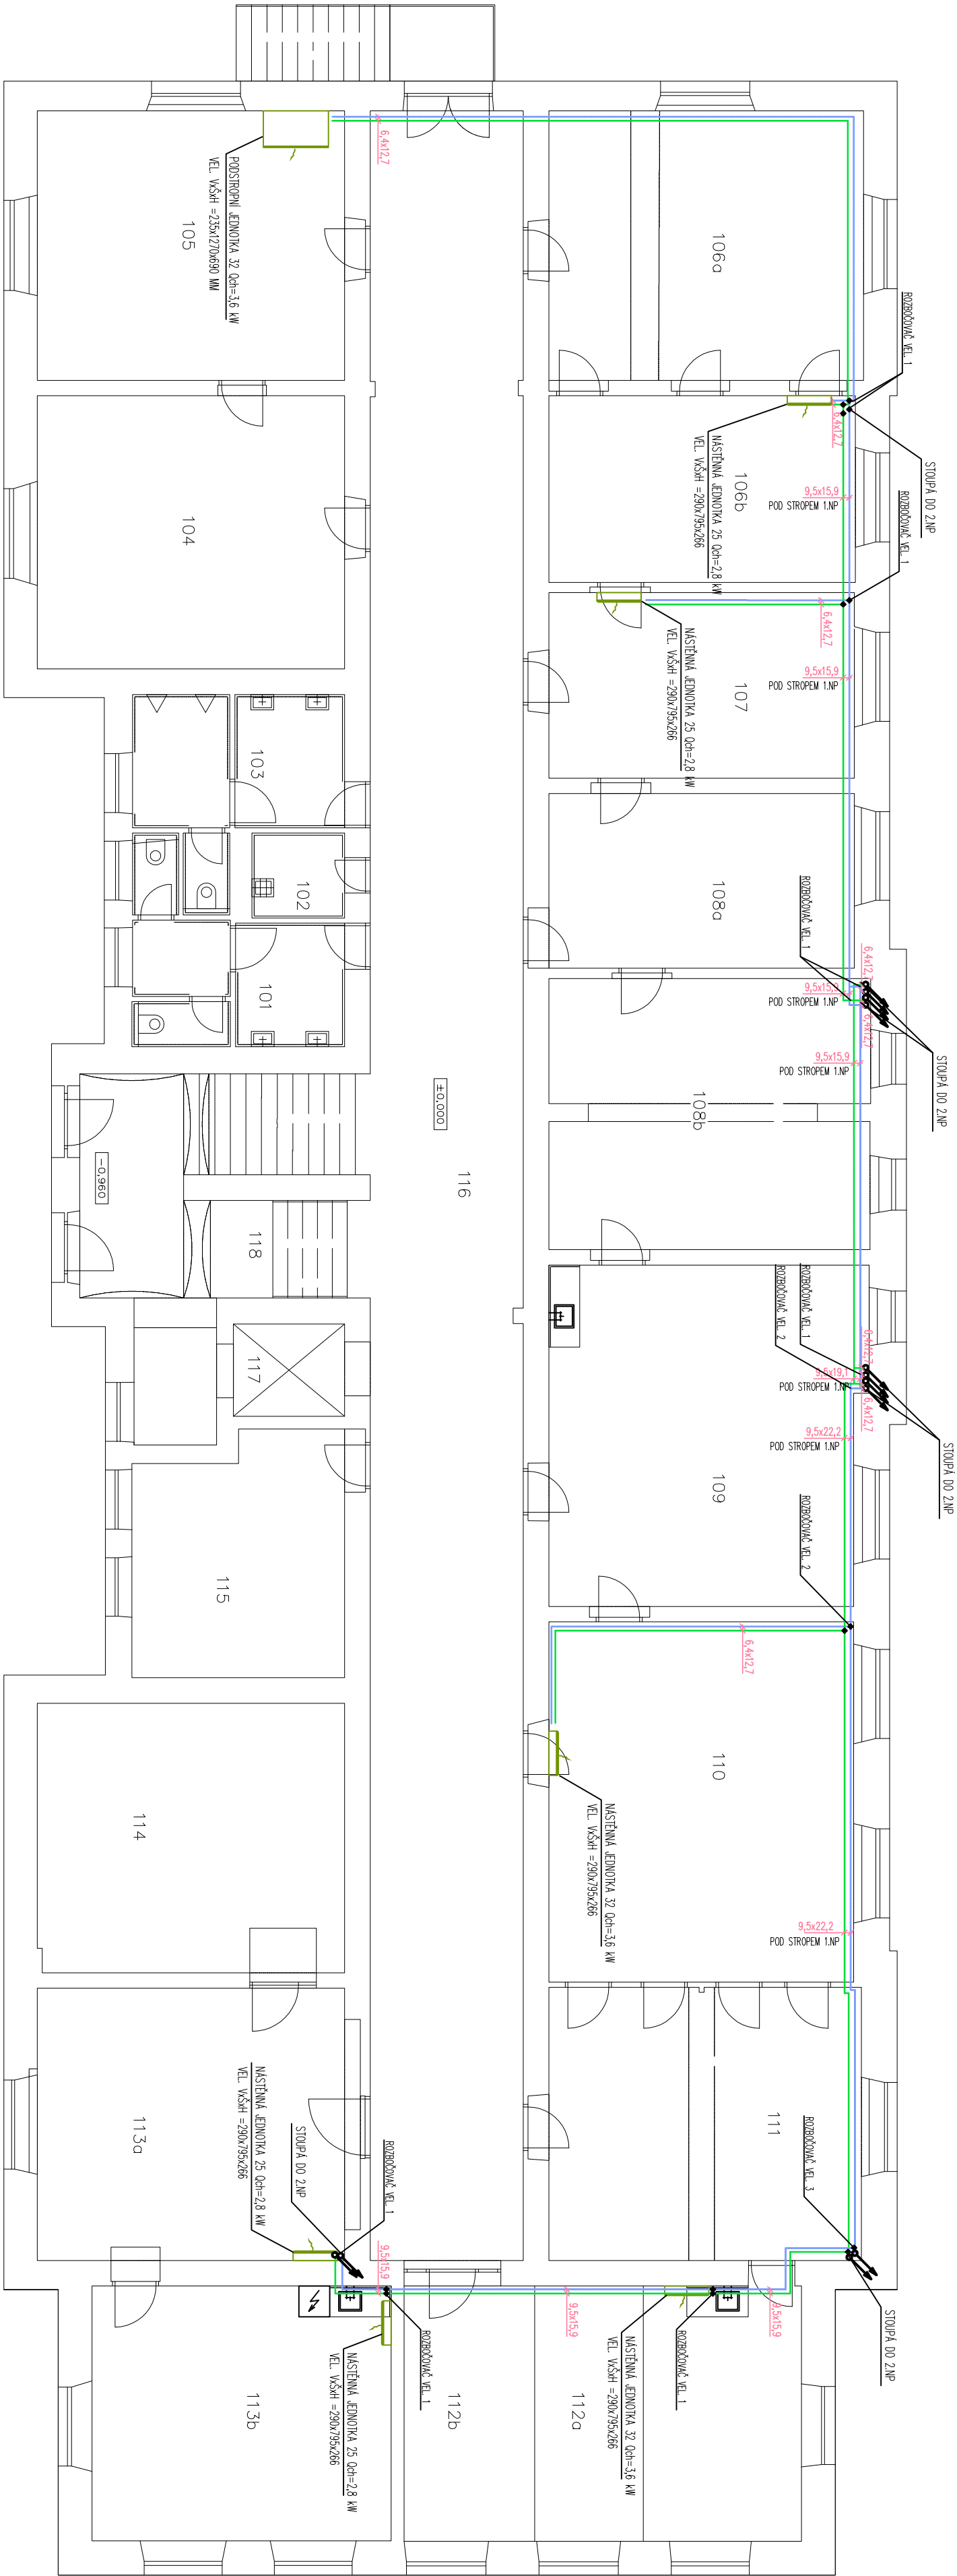 6,4x12,7
PODSTROPNÍ JEDNOTKA 32 Qch=3,6 kW
VEL. VxŠxH =235x1270x690 MM
105
106a
ROZBOČOVAČ VEL. 1
STOUPÁ DO 2.NP
6,4x12,7
NÁSTĚNNÁ JEDNOTKA 25 Qch=2,8 kW
VEL. VxŠxH =290x795x266
106b
9,5x15,9
POD STROPEM 1.NP
ROZBOČOVAČ VEL. 1
104
6,4x12,7
NÁSTĚNNÁ JEDNOTKA 25 Qch=2,8 kW
VEL. VxŠxH =290x795x266
107
9,5x15,9
POD STROPEM 1.NP
103
102
101
108a
ROZBOČOVAČ VEL. 1
6,4x12,7
9,5x15,9
POD STROPEM 1.NP
6,4x12,7
STOUPÁ DO 2.NP
9,5x15,9
POD STROPEM 1.NP
108b
±0,000
116
-0,960
118
117
ROZBOČOVAČ VEL. 1
ROZBOČOVAČ VEL. 2
6,4x12,7
9,5x19,1
POD STROPEM 1.NP
6,4x12,7
STOUPÁ DO 2.NP
9,5x22,2
POD STROPEM 1.NP
109
ROZBOČOVAČ VEL. 2
115
6,4x12,7
110
NÁSTĚNNÁ JEDNOTKA 32 Qch=3,6 kW
VEL. VxŠxH =290x795x266
9,5x22,2
POD STROPEM 1.NP
114
111
ROZBOČOVAČ VEL. 3
STOUPÁ DO 2.NP
113a
NÁSTĚNNÁ JEDNOTKA 25 Qch=2,8 kW
VEL. VxŠxH =290x795x266
STOUPÁ DO 2.NP
ROZBOČOVAČ VEL. 1
9,5x15,9
9,5x15,9
9,5x15,9
ROZBOČOVAČ VEL. 1
ROZBOČOVAČ VEL. 1
NÁSTĚNNÁ JEDNOTKA 32 Qch=3,6 kW
VEL. VxŠxH =290x795x266
112a
112b
NÁSTĚNNÁ JEDNOTKA 25 Qch=2,8 kW
VEL. VxŠxH =290x795x266
113b